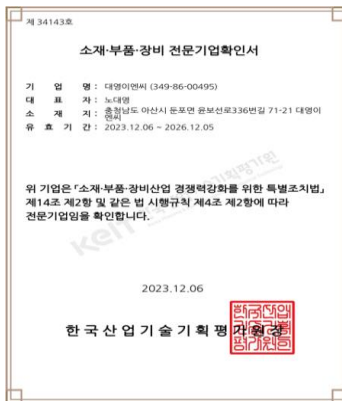 제 34143호
소재·부품·장비 전문기업확인서
기 업 명 : 대영이엔씨 (349-86-00495)
대 표 자 : 노대영
소 재 지 : 충청남도 아산시 둔포면 윤보선로336번길 71-21 대영이
엔씨
유 효 기 간 : 2023.12.06 ~ 2026.12.05
위 기업은 「소재·부품·장비산업 경쟁력강화를 위한 특별조치법」
제14조 제2항 및 같은 법 시행규칙 제4조 제2항에 따라
전문기업임을 확인합니다.
2023.12.06
한국산업기술기획평가원장